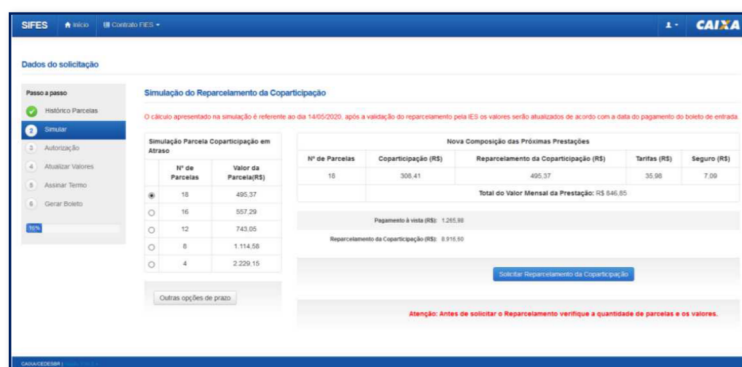 SIFES Início Contrato FIES CAIXA
Dados do solicitação
Passo a passo
Histórico Parcelas
2 Simular
3 Autorização
4 Atualizar Valores
5 Assinar Termo
6 Gerar Boleto
Simulação do Reparcelamento da Coparticipação
O cálculo apresentado na simulação é referente ao dia 14/05/2020, após a validação do reparcelamento pela IES os valores serão atualizados de acordo com a data do pagamento do boleto de entrada.
Simulação Parcela Coparticipação em Atraso
Nº de Parcelas Valor da Parcela(R$)
18 495,37
16 557,29
12 743,05
8 1.114,58
4 2.229,15
Outras opções de prazo
Nova Composição das Próximas Prestações
Nº de Parcelas Coparticipação (R$) Reparcelamento da Coparticipação (R$) Tarifas (R$) Seguro (R$)
18 308,41 495,37 35,98 7,09
Total do Valor Mensal da Prestação: R$ 846,85
Pagamento à vista (R$):
Reparcelamento da Coparticipação (R$):
Solicitar Reparcelamento da Coparticipação
Atenção: Antes de solicitar o Reparcelamento verifique a quantidade de parcelas e os valores.